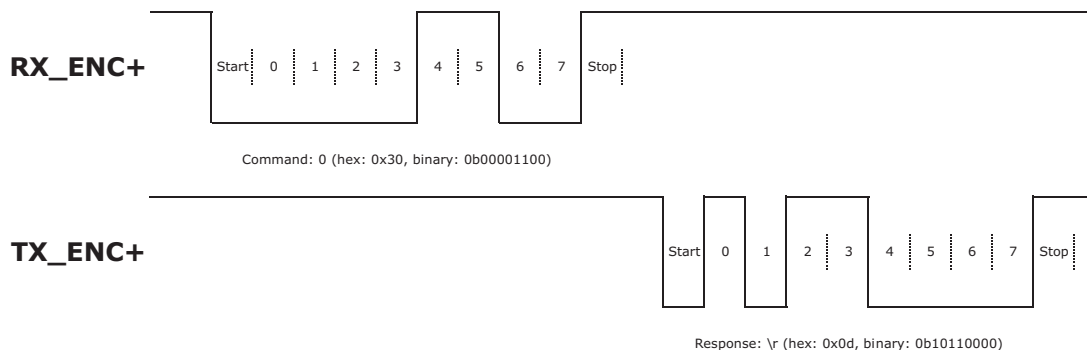 RX_ENC+
Start 0 1 2 3 4 5 6 7 Stop
Command: 0 (hex: 0x30, binary: 0b00001100)
TX_ENC+
Start 0 1 2 3 4 5 6 7 Stop
Response: \r (hex: 0x0d, binary: 0b10110000)